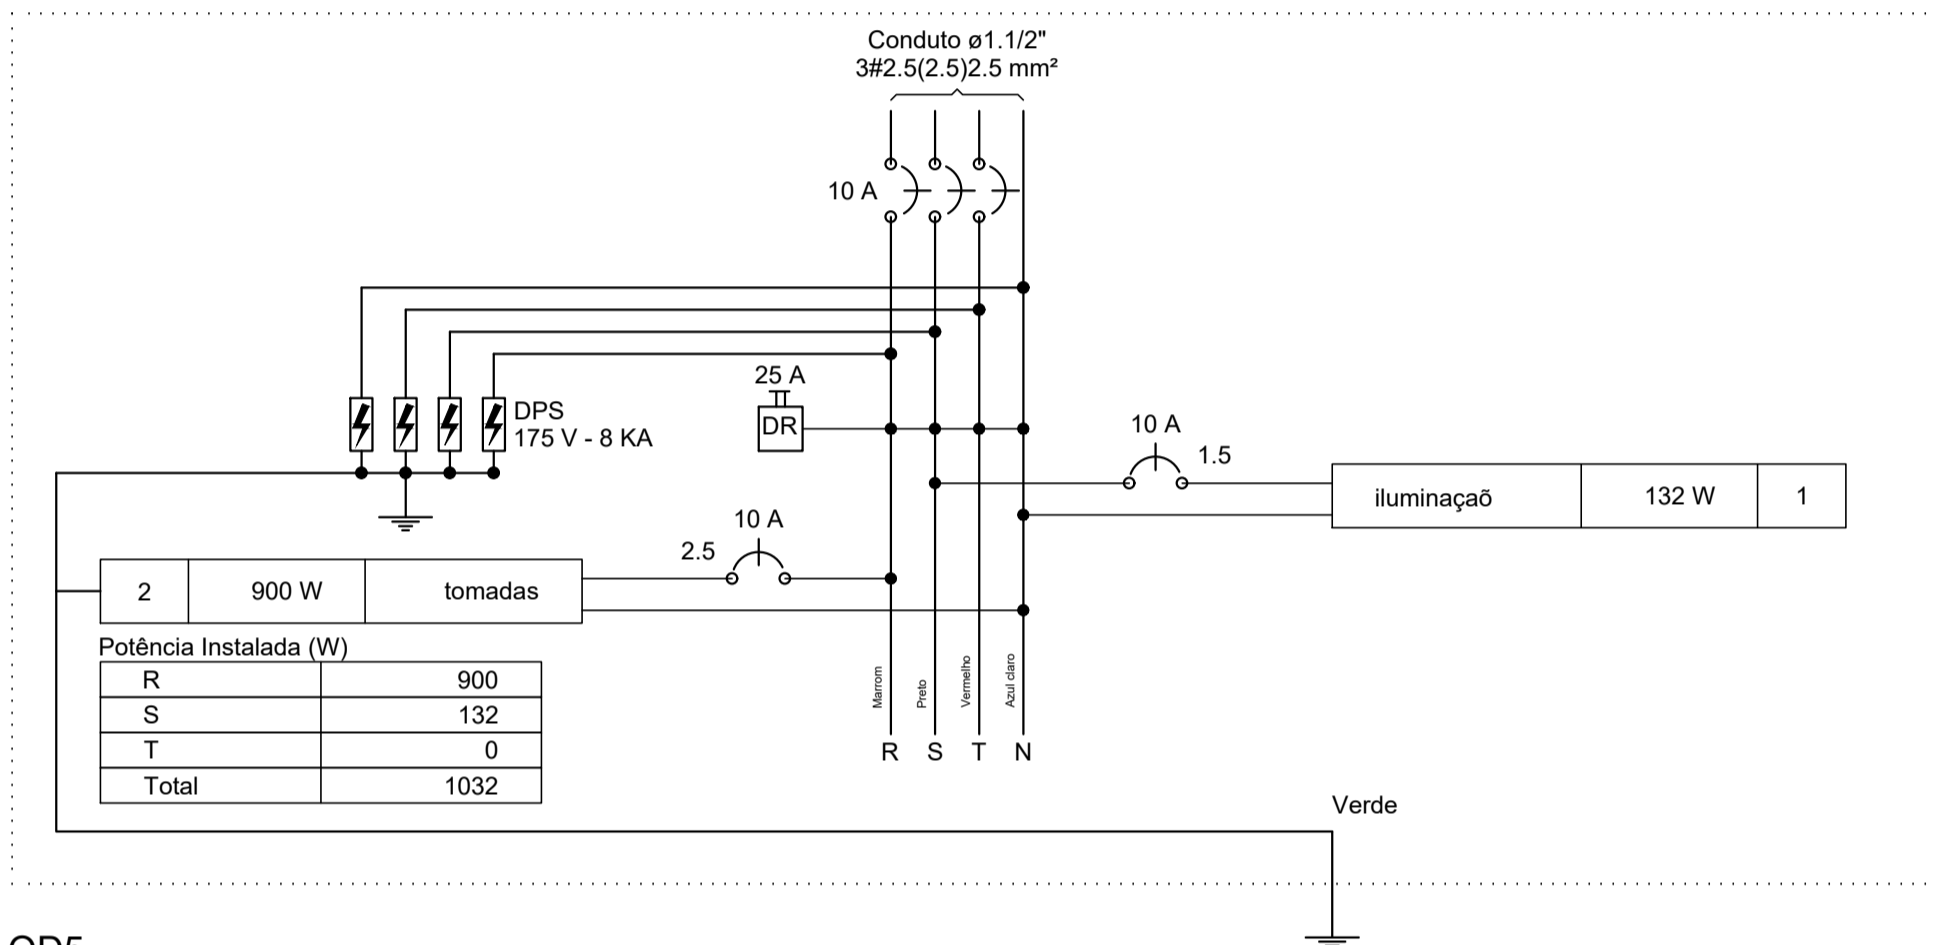 Conduto ø1.1/2"
3#2.5(2.5)2.5 mm²
10 A
25 A
DPS
175 V - 8 KA
DR
10 A
1.5
iluminaçaõ 132 W 1
10 A
2.5
2 900 W tomadas
Potência Instalada (W)
R 900
S 132
T 0
Total 1032
Marrom
Preto
Vermelho
Azul claro
R S T N
Verde